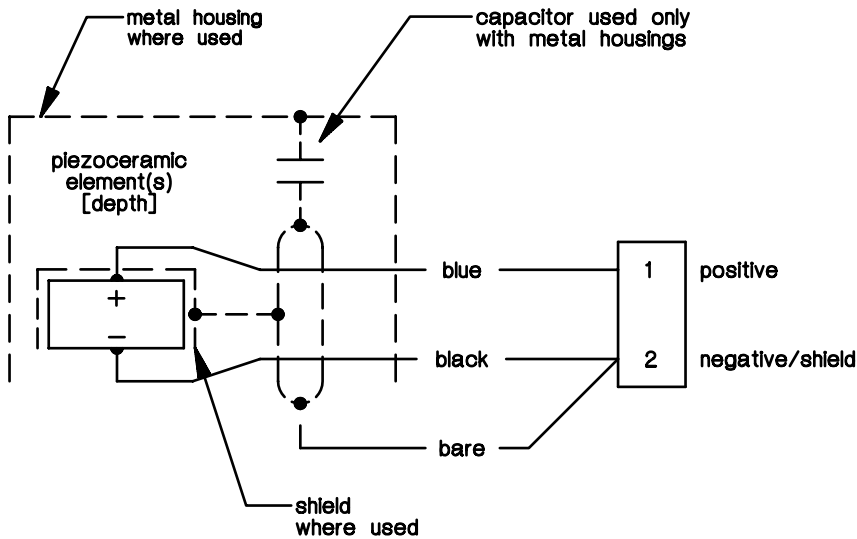 metal housing
where used
capacitor used only
with metal housings
piezoceramic
element(s)
[depth]
blue
1
positive
+
−
black
2
negative/shield
bare
shield
where used